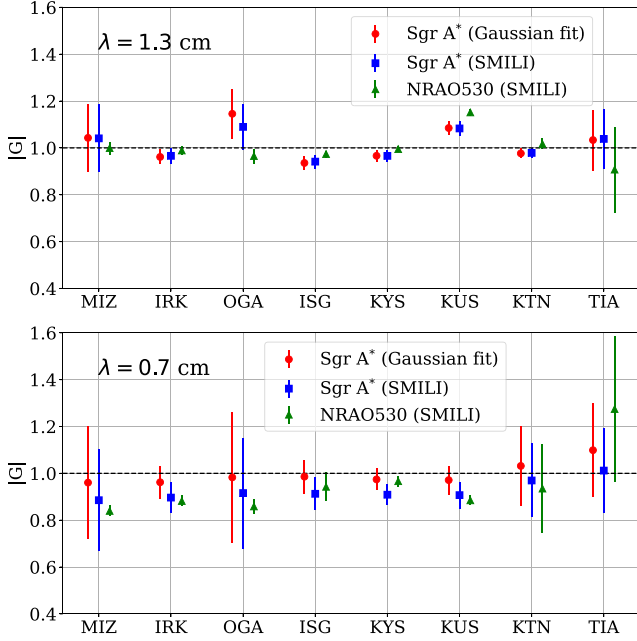 1.6
λ = 1.3 cm
Sgr A* (Gaussian fit)
Sgr A* (SMILI)
NRAO530 (SMILI)
1.4
1.2
1.0
0.8
0.6
0.4
|G|
MIZ IRK OGA ISG KYS KUS KTN TIA
1.6
λ = 0.7 cm
Sgr A* (Gaussian fit)
Sgr A* (SMILI)
NRAO530 (SMILI)
1.4
1.2
1.0
0.8
0.6
0.4
|G|
MIZ IRK OGA ISG KYS KUS KTN TIA